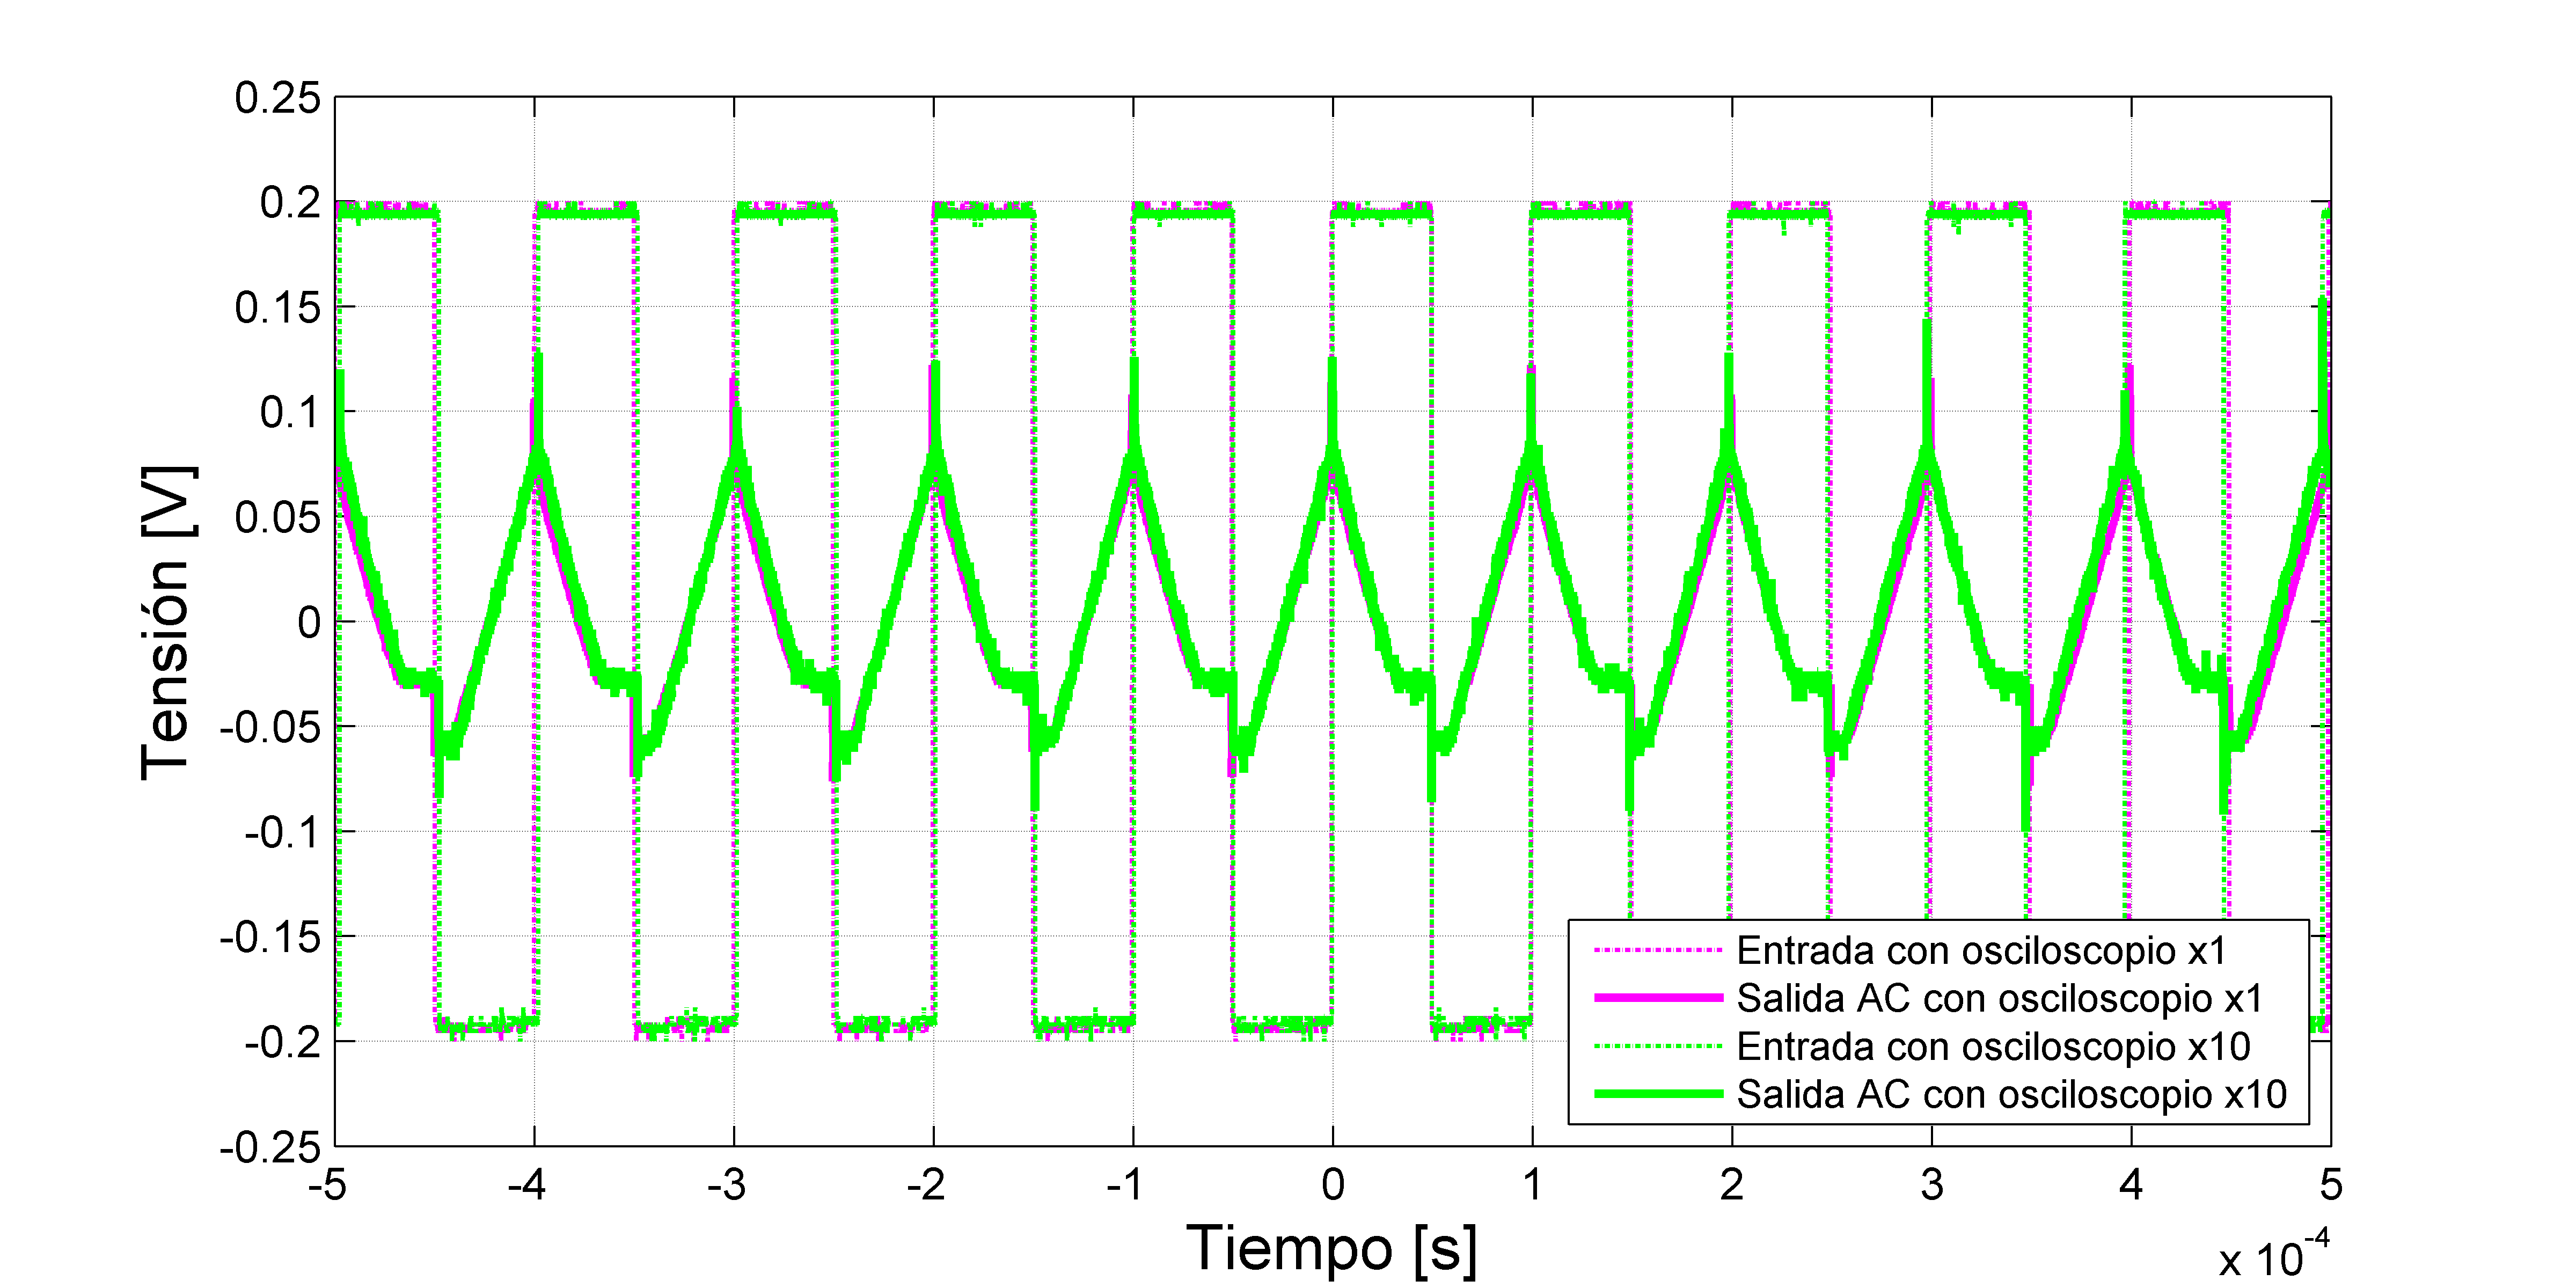 0.25
0.2
0.15
0.1
0.05
0
-0.05
-0.1
-0.15
-0.2
-0.25
Tensión [V]
-5 -4 -3 -2 -1 0 1 2 3 4 5
Tiempo [s]
x 10⁻⁴
Entrada con osciloscopio x1
Salida AC con osciloscopio x1
Entrada con osciloscopio x10
Salida AC con osciloscopio x10